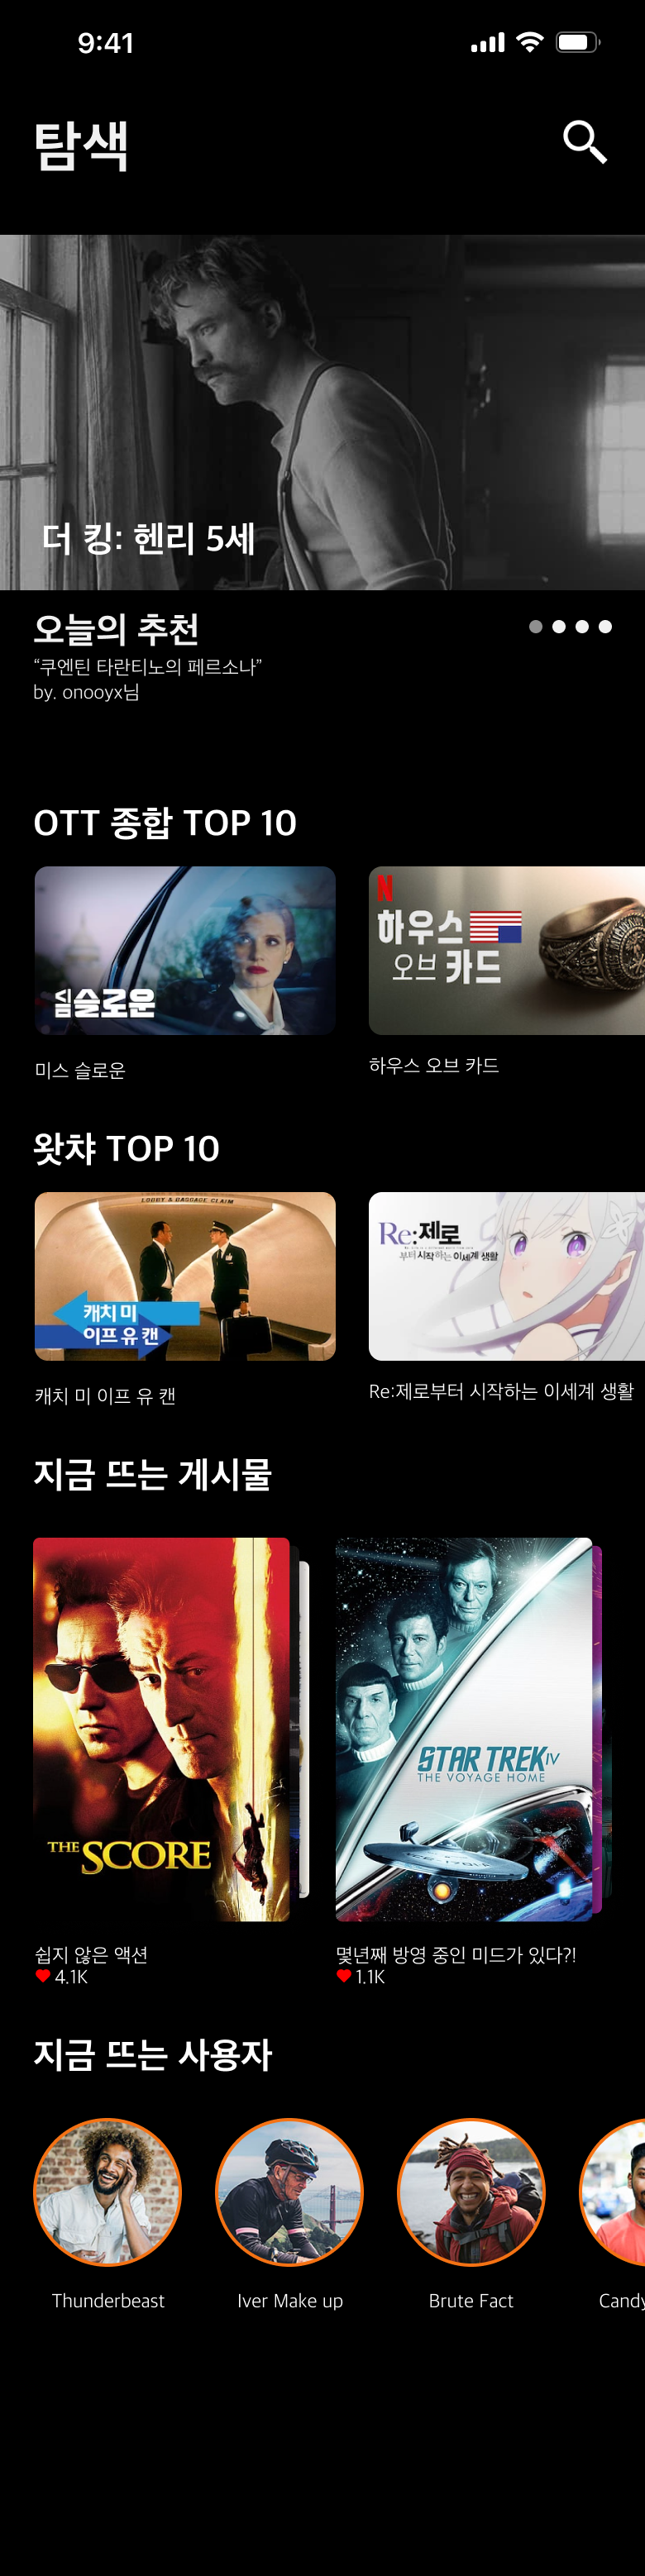 9:41
탐색
더 킹: 헨리 5세
오늘의 추천
“쿠엔틴 타란티노의 페르소나”
by. onooyx님
OTT 종합 TOP 10
슬로운
N
하우스
오브 카드
미스 슬로운
하우스 오브 카드
왓챠 TOP 10
LOBBY & BAGGAGE CLAIM
캐치 미
이프 유 캔
Re:제로
부터 시작하는 이세계 생활
캐치 미 이프 유 캔
Re:제로부터 시작하는 이세계 생활
지금 뜨는 게시물
THE SCORE
STAR TREK IV
THE VOYAGE HOME
쉽지 않은 액션
4.1K
몇년째 방영 중인 미드가 있다?!
1.1K
지금 뜨는 사용자
Thunderbeast
Iver Make up
Brute Fact
Candy